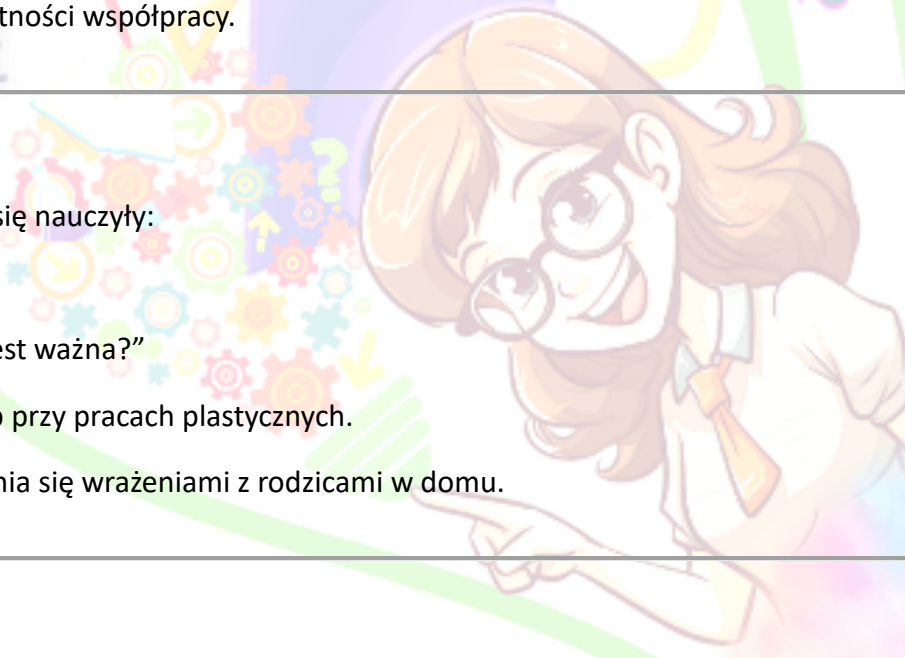 tności współpracy.
się nauczyły:
est ważna?”
o przy pracach plastycznych.
nia się wrażeniami z rodzicami w domu.